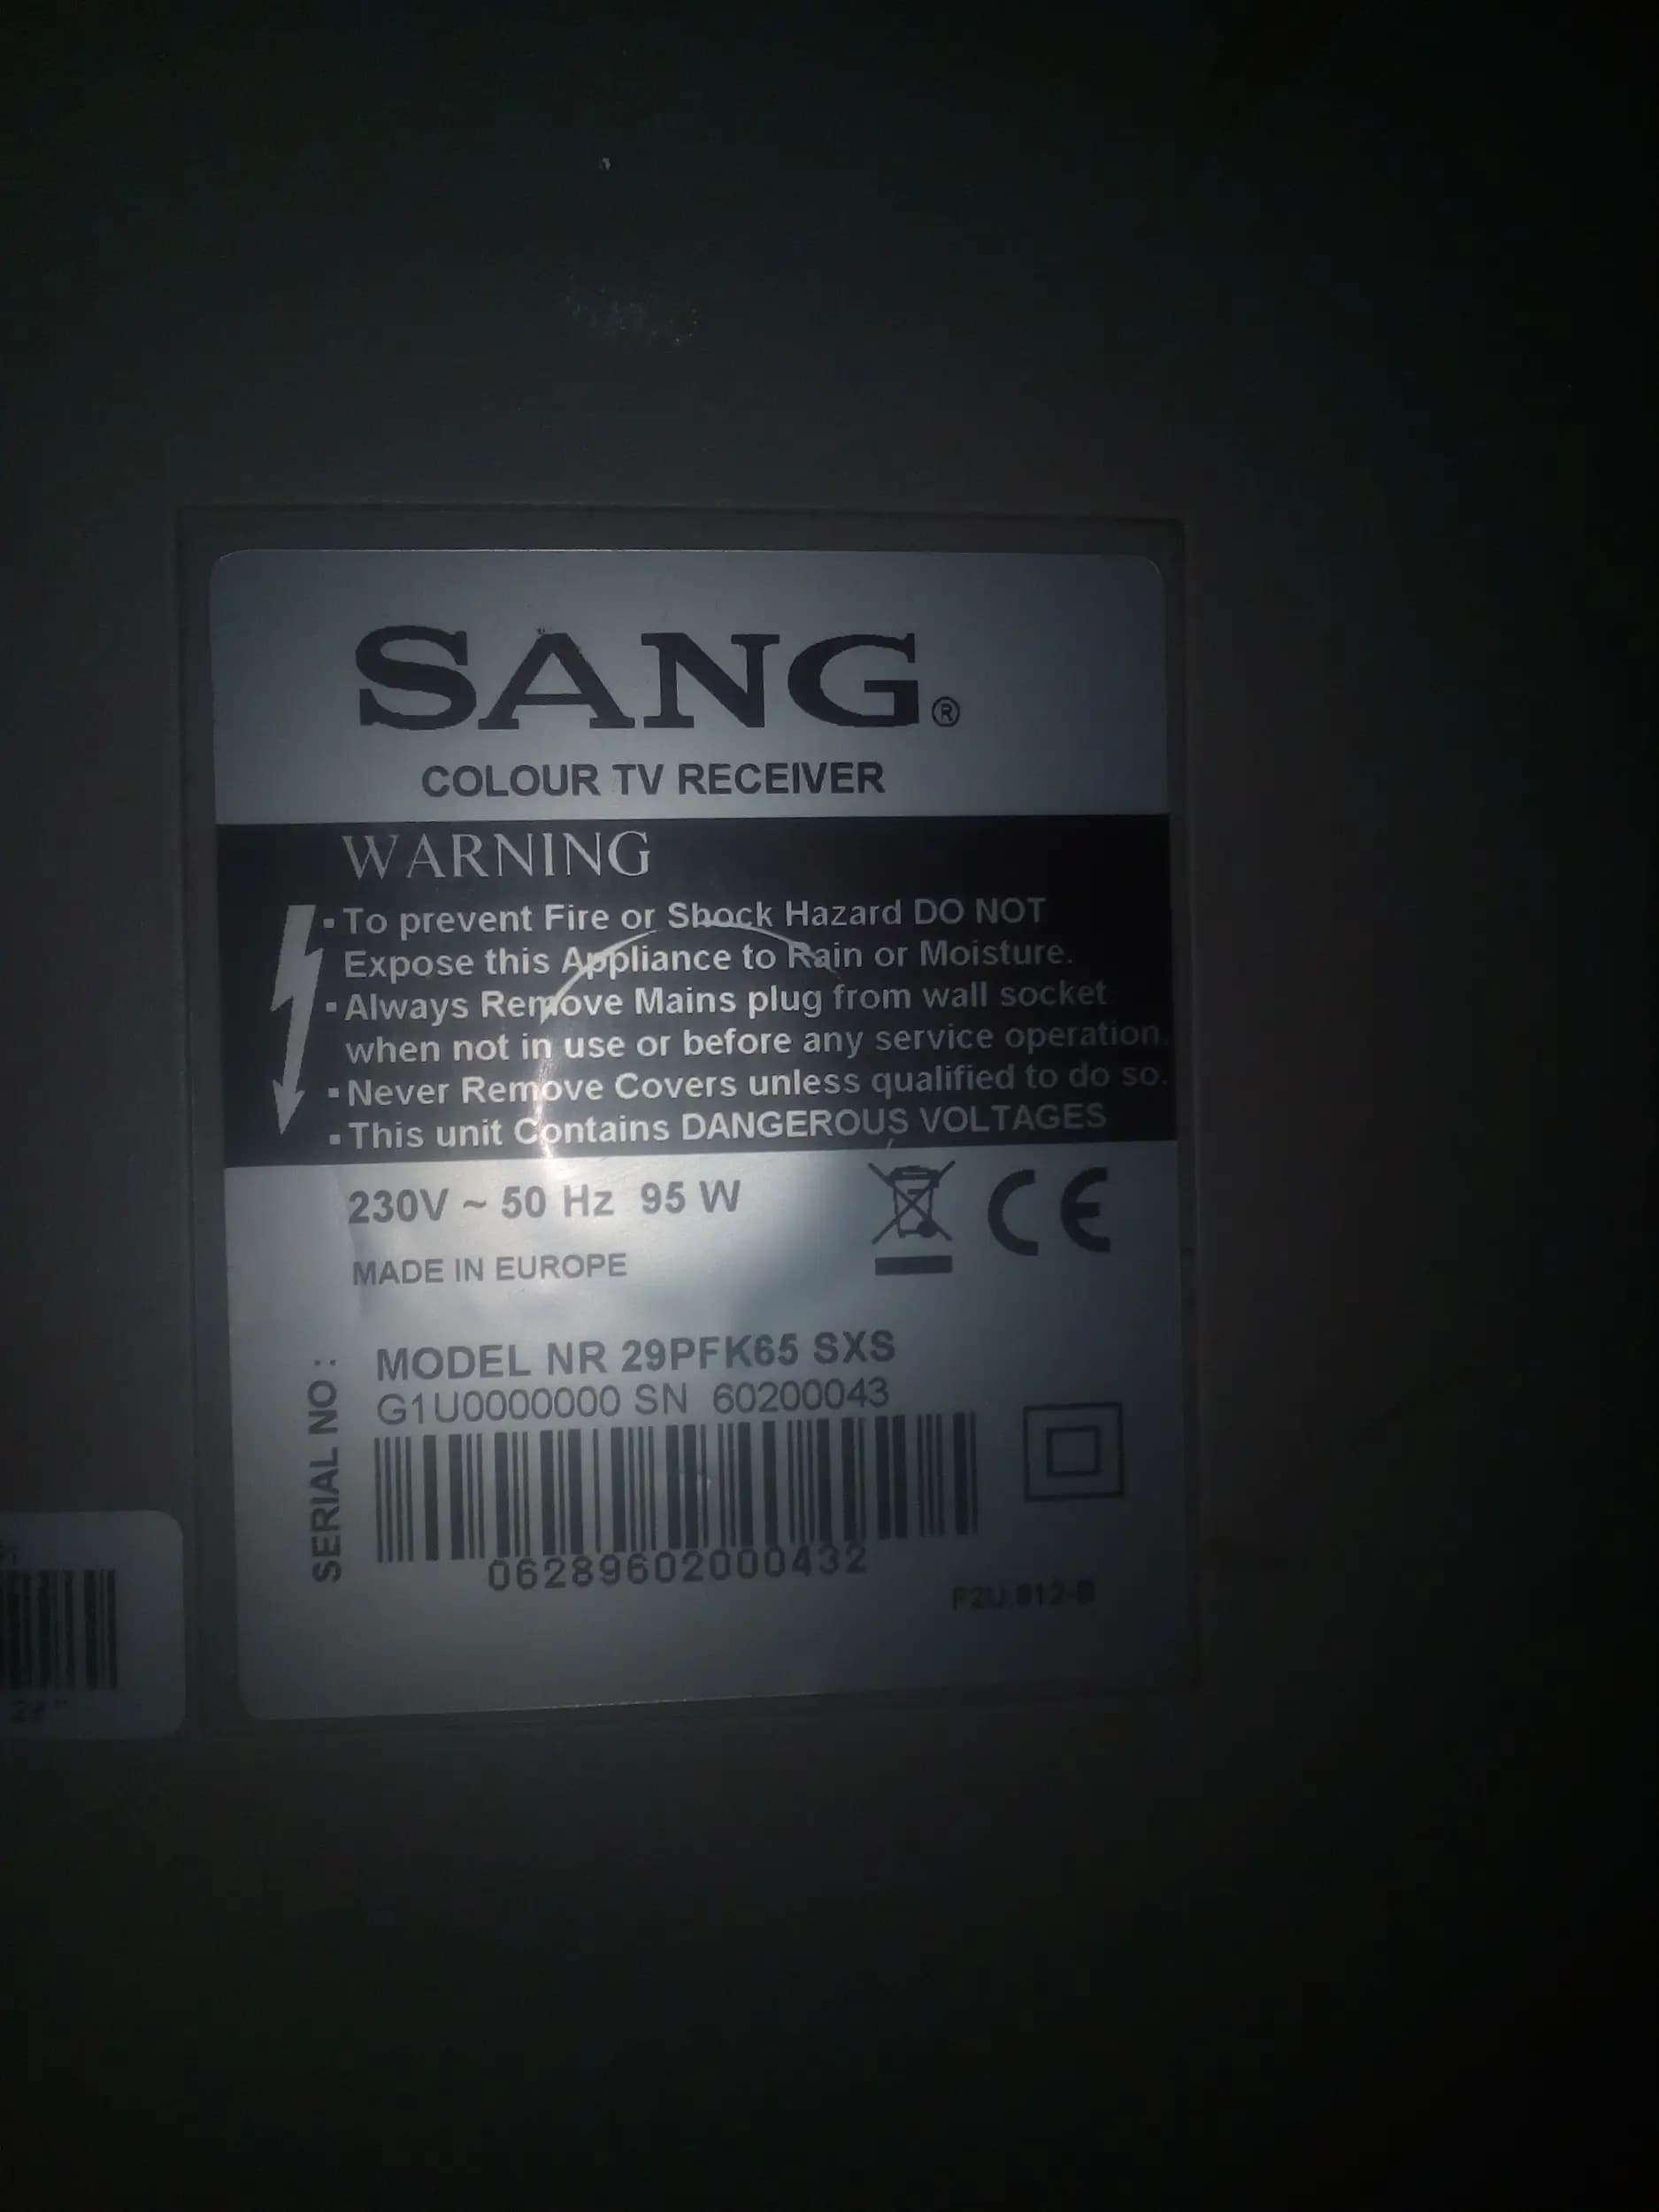 SANG®
COLOUR TV RECEIVER
WARNING
▪ To prevent Fire or Shock Hazard DO NOT
Expose this Appliance to Rain or Moisture.
▪ Always Remove Mains plug from wall socket
when not in use or before any service operation.
▪ Never Remove Covers unless qualified to do so.
▪ This unit Contains DANGEROUS VOLTAGES
230V ~ 50 Hz 95 W
CE
MADE IN EUROPE
SERIAL NO :
MODEL NR 29PFK65 SXS
G1U0000000 SN 60200043
06289602000432